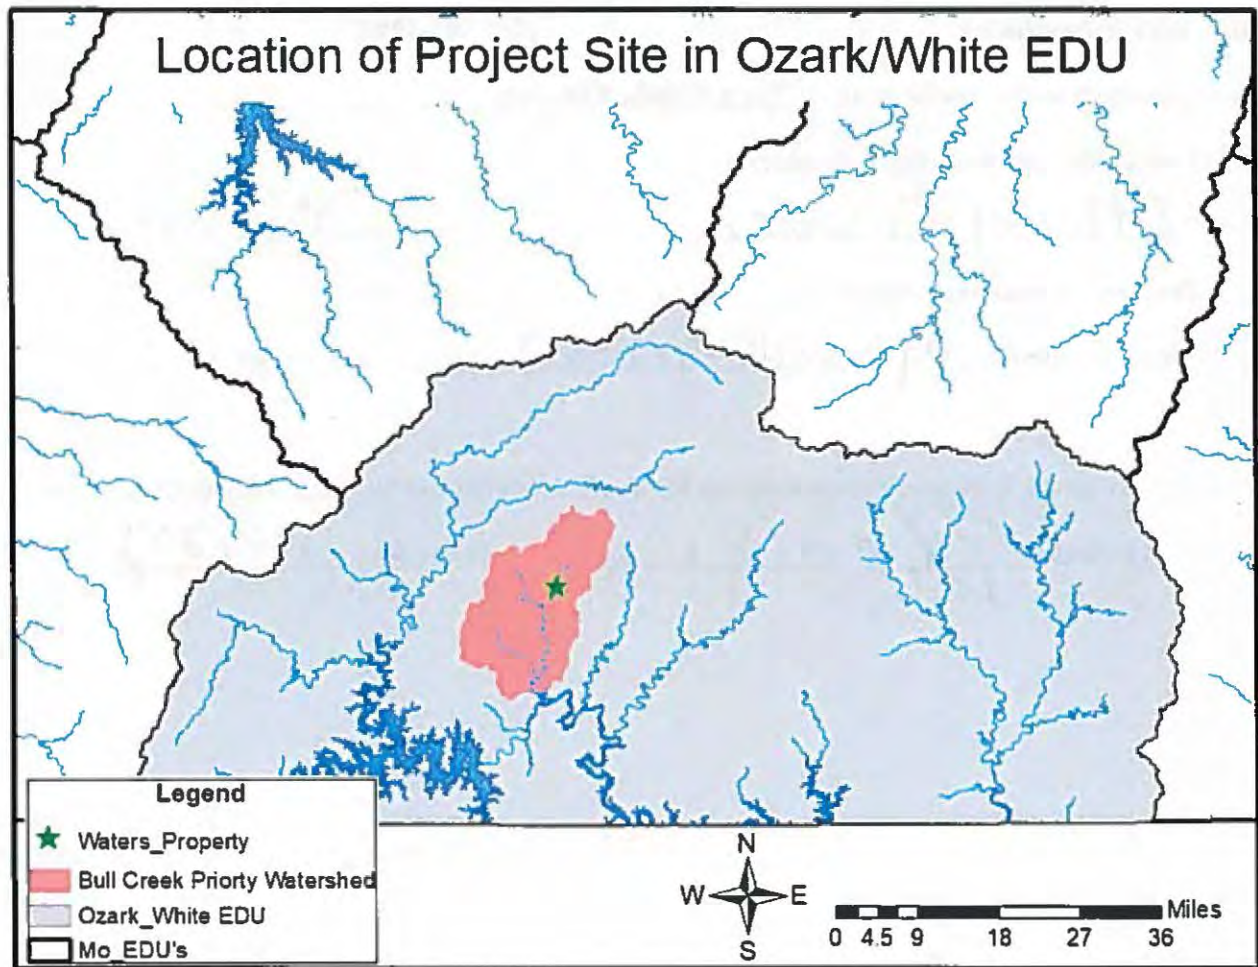 Location of Project Site in Ozark/White EDU
Legend
Waters_Property
Bull Creek Priorty Watershed
Ozark_White EDU
Mo_EDU's
N
W E
S
Miles
0 4.5 9 18 27 36